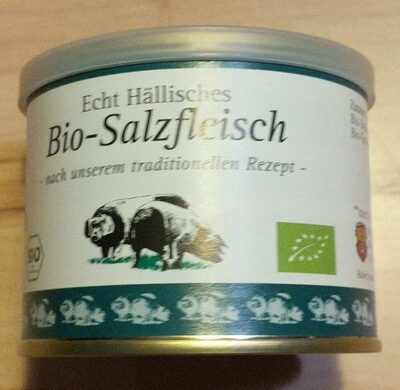 Echt Hällisches
Bio-Salzfleisch
- nach unserem traditionellen Rezept -
BIO